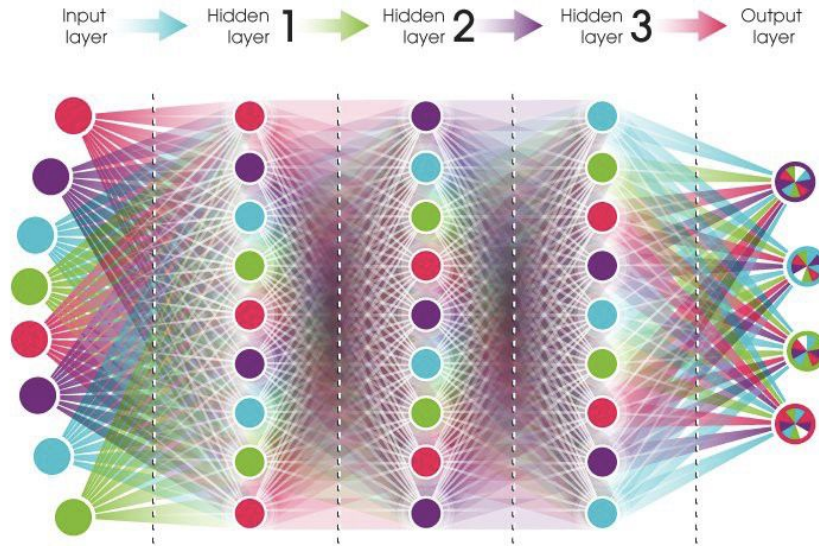 Input layer
Hidden layer 1
Hidden layer 2
Hidden layer 3
Output layer